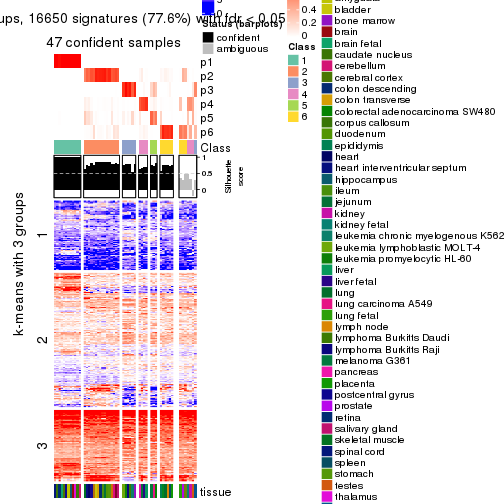 ups, 16650 signatures (77.6%) with fdr < 0.05
47 confident samples
p1
p2
p3
p4
p5
p6
Class
1
0.5
0
Silhouette
score
k-means with 3 groups
1
2
3
tissue
0
Status (barplots)
confident
ambiguous
0.4
0.2
0
Class
1
2
3
4
5
6
bladder
bone marrow
brain
brain fetal
caudate nucleus
cerebellum
cerebral cortex
colon descending
colon transverse
colorectal adenocarcinoma SW480
corpus callosum
duodenum
epididymis
heart
heart interventricular septum
hippocampus
ileum
jejunum
kidney
kidney fetal
leukemia chronic myelogenous K562
leukemia lymphoblastic MOLT-4
leukemia promyelocytic HL-60
liver
liver fetal
lung
lung carcinoma A549
lung fetal
lymph node
lymphoma Burkitts Daudi
lymphoma Burkitts Raji
melanoma G361
pancreas
placenta
postcentral gyrus
prostate
retina
salivary gland
skeletal muscle
spinal cord
spleen
stomach
testes
thalamus